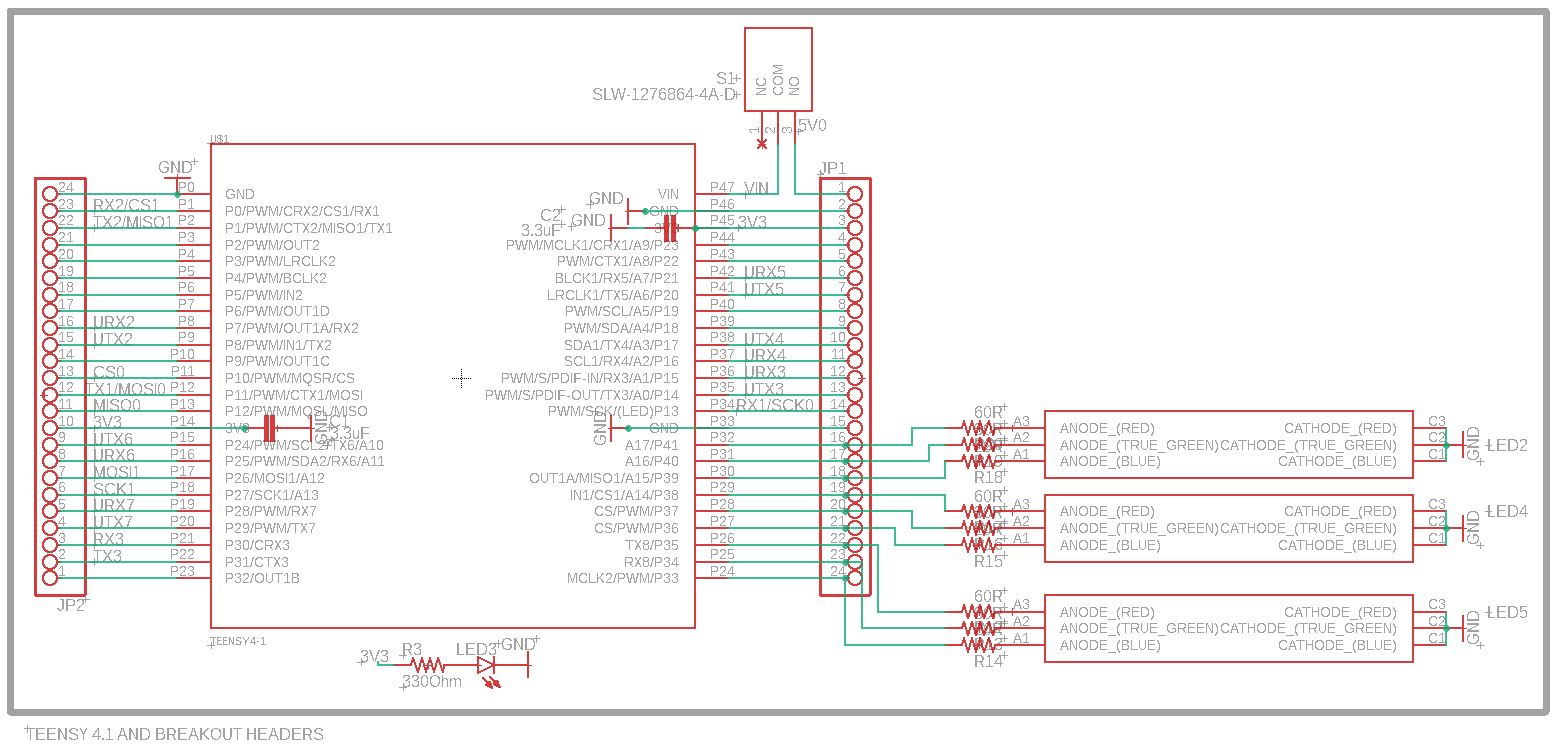 S1
SLW-1276864-4A-D
NC
COM
NO
1
2
3
5V0
U$1
TEENSY4-1
GND
24 P0 GND
23 RX2/CS1 P1 P0/PWM/CRX2/CS1/RX1
22 TX2/MISO1 P2 P1/PWM/CTX2/MISO1/TX1
21 P3 P2/PWM/OUT2
20 P4 P3/PWM/LRCLK2
19 P5 P4/PWM/BCLK2
18 P6 P5/PWM/IN2
17 P7 P6/PWM/OUT1D
16 URX2 P8 P7/PWM/OUT1A/RX2
15 UTX2 P9 P8/PWM/IN1/TX2
14 P10 P9/PWM/OUT1C
13 CS0 P11 P10/PWM/MQSR/CS
12 TX1/MOSI0 P12 P11/PWM/CTX1/MOSI
11 MISO0 P13 P12/PWM/MQSL/MISO
10 3V3 P14 3V3
9 UTX6 P15 P24/PWM/SCL2/TX6/A10
8 URX6 P16 P25/PWM/SDA2/RX6/A11
7 MOSI1 P17 P26/MOSI1/A12
6 SCK1 P18 P27/SCK1/A13
5 URX7 P19 P28/PWM/RX7
4 UTX7 P20 P29/PWM/TX7
3 RX3 P21 P30/CRX3
2 TX3 P22 P31/CTX3
1 P23 P32/OUT1B
JP2
GND
3.3uF
C2
3.3uF
GND
GND
GND
JP1
VIN P47 VIN 1
GND P46 2
3V3 P45 3V3 3
PWM/MCLK1/CRX1/A9/P23 P44 4
PWM/CTX1/A8/P22 P43 5
BLCK1/RX5/A7/P21 P42 URX5 6
LRCLK1/TX5/A6/P20 P41 UTX5 7
PWM/SCL/A5/P19 P40 8
PWM/SDA/A4/P18 P39 9
SDA1/TX4/A3/P17 P38 UTX4 10
SCL1/RX4/A2/P16 P37 URX4 11
PWM/S/PDIF-IN/RX3/A1/P15 P36 URX3 12
PWM/S/PDIF-OUT/TX3/A0/P14 P35 UTX3 13
PWM/SCK/(LED)P13 P34 RX1/SCK0 14
GND P33 15
A17/P41 P32 16
A16/P40 P31 17
OUT1A/MISO1/A15/P39 P30 18
IN1/CS1/A14/P38 P29 19
CS/PWM/P37 P28 20
CS/PWM/P36 P27 21
TX8/P35 P26 22
RX8/P34 P25 23
MCLK2/PWM/P33 P24 24
60R
R18
A3 ANODE_(RED) CATHODE_(RED) C3
A2 ANODE_(TRUE_GREEN) CATHODE_(TRUE_GREEN) C2
A1 ANODE_(BLUE) CATHODE_(BLUE) C1
GND
LED2
60R
R15
A3 ANODE_(RED) CATHODE_(RED) C3
A2 ANODE_(TRUE_GREEN) CATHODE_(TRUE_GREEN) C2
A1 ANODE_(BLUE) CATHODE_(BLUE) C1
GND
LED4
60R
R14
A3 ANODE_(RED) CATHODE_(RED) C3
A2 ANODE_(TRUE_GREEN) CATHODE_(TRUE_GREEN) C2
A1 ANODE_(BLUE) CATHODE_(BLUE) C1
GND
LED5
3V3
R3
330Ohm
LED3
GND
TEENSY 4.1 AND BREAKOUT HEADERS